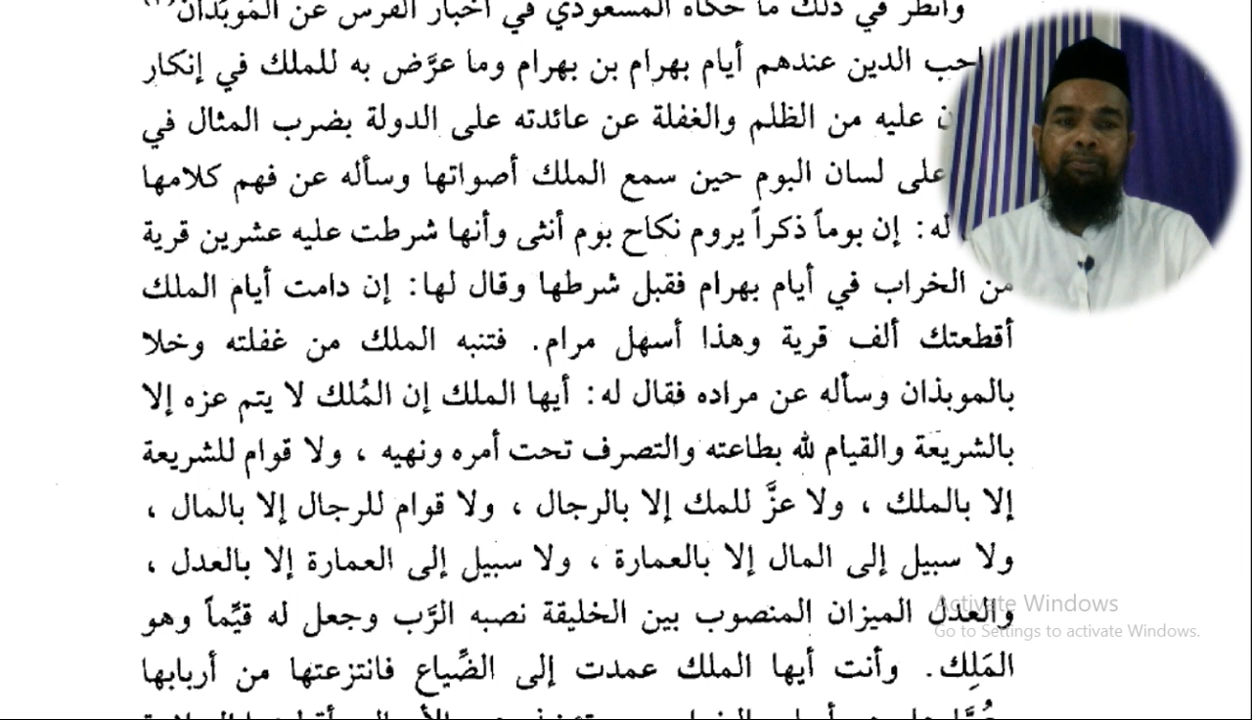 وانظر في ذلك ما حكاه المسعودي في أخبار الفرس عن الموبذان
الدين عندهم أيام بهرام بن بهرام وما عرَّض به للملك في إنكار
عليه من الظلم والغفلة عن عائدته على الدولة بضرب المثال في
على لسان البوم حين سمع الملك أصواتها وسأله عن فهم كلامها
له : إن بوماً ذكراً يروم نكاح بوم أنثى وأنها شرطت عليه عشرين قرية
من الخراب في أيام بهرام فقبل شرطها وقال لها : إن دامت أيام الملك
أقطعتك ألف قرية وهذا أسهل مرام . فتنبه الملك من غفلته وخلا
بالموبذان وسأله عن مراده فقال له : أيها الملك إن المُلك لا يتم عزه إلا
بالشريعة والقيام لله بطاعته والتصرف تحت أمره ونهيه ، ولا قوام للشريعة
إلا بالملك ، ولا عزَّ للمك إلا بالرجال ، ولا قوام للرجال إلا بالمال ،
ولا سبيل إلى المال إلا بالعمارة ، ولا سبيل إلى العمارة إلا بالعدل ،
والعدل الميزان المنصوب بين الخليقة نصبه الرَّب وجعل له قيِّماً وهو
المَلِك . وأنت أيها الملك عمدت إلى الضِّياع فانتزعتها من أربابها
Activate Windows
Go to Settings to activate Windows.